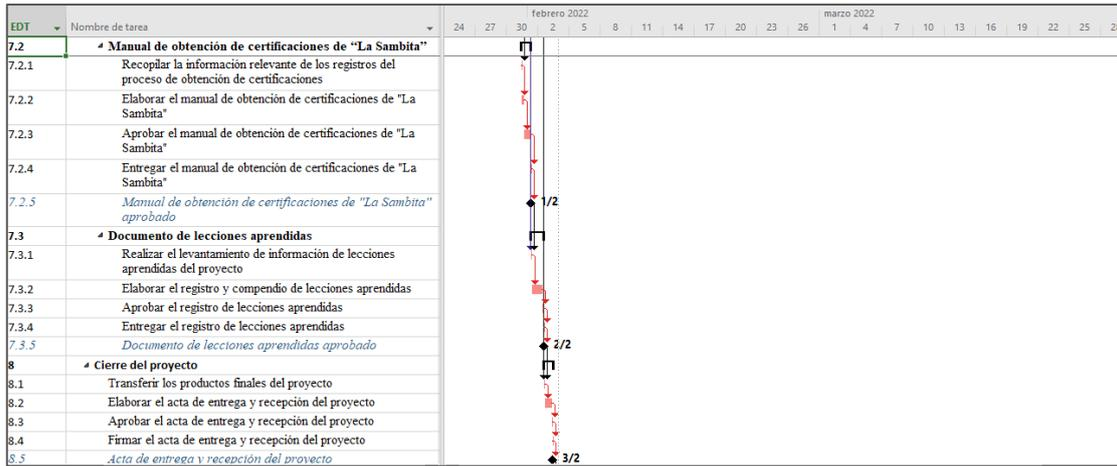 febrero 2022 marzo 2022
EDT Nombre de tarea 24 27 30 2 5 8 11 14 17 20 23 26 1 4 7 10 13 16 19 22 25
7.2 Manual de obtención de certificaciones de “La Sambita”
7.2.1 Recopilar la información relevante de los registros del
proceso de obtención de certificaciones
7.2.2 Elaborar el manual de obtención de certificaciones de "La
Sambita"
7.2.3 Aprobar el manual de obtención de certificaciones de "La
Sambita"
7.2.4 Entregar el manual de obtención de certificaciones de "La
Sambita"
7.2.5 Manual de obtención de certificaciones de "La Sambita" 1/2
aprobado
7.3 Documento de lecciones aprendidas
7.3.1 Realizar el levantamiento de información de lecciones
aprendidas del proyecto
7.3.2 Elaborar el registro y compendio de lecciones aprendidas
7.3.3 Aprobar el registro de lecciones aprendidas
7.3.4 Entregar el registro de lecciones aprendidas
7.3.5 Documento de lecciones aprendidas aprobado 2/2
8 Cierre del proyecto
8.1 Transferir los productos finales del proyecto
8.2 Elaborar el acta de entrega y recepción del proyecto
8.3 Aprobar el acta de entrega y recepción del proyecto
8.4 Firmar el acta de entrega y recepción del proyecto
8.5 Acta de entrega y recepción del proyecto 3/2